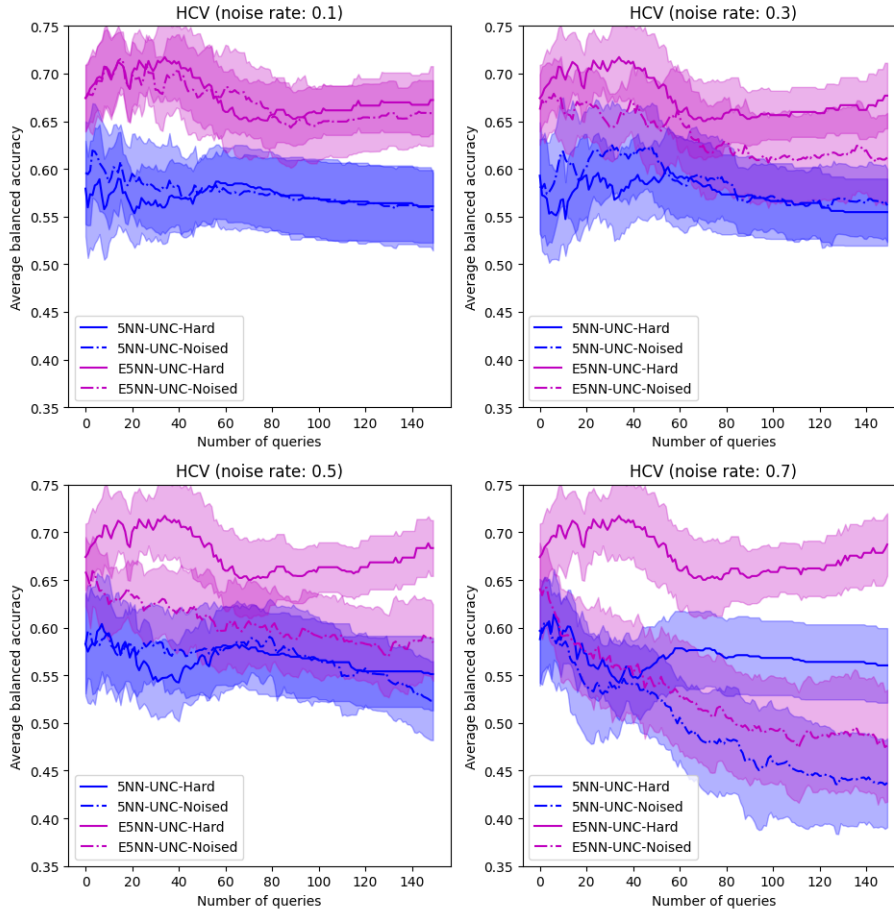 HCV (noise rate: 0.1)
Average balanced accuracy
0.75
0.70
0.65
0.60
0.55
0.50
0.45
0.40
0.35
5NN-UNC-Hard
5NN-UNC-Noised
E5NN-UNC-Hard
E5NN-UNC-Noised
0 20 40 60 80 100 120 140
Number of queries
HCV (noise rate: 0.3)
Average balanced accuracy
0.75
0.70
0.65
0.60
0.55
0.50
0.45
0.40
0.35
5NN-UNC-Hard
5NN-UNC-Noised
E5NN-UNC-Hard
E5NN-UNC-Noised
0 20 40 60 80 100 120 140
Number of queries
HCV (noise rate: 0.5)
Average balanced accuracy
0.75
0.70
0.65
0.60
0.55
0.50
0.45
0.40
0.35
5NN-UNC-Hard
5NN-UNC-Noised
E5NN-UNC-Hard
E5NN-UNC-Noised
0 20 40 60 80 100 120 140
Number of queries
HCV (noise rate: 0.7)
Average balanced accuracy
0.75
0.70
0.65
0.60
0.55
0.50
0.45
0.40
0.35
5NN-UNC-Hard
5NN-UNC-Noised
E5NN-UNC-Hard
E5NN-UNC-Noised
0 20 40 60 80 100 120 140
Number of queries